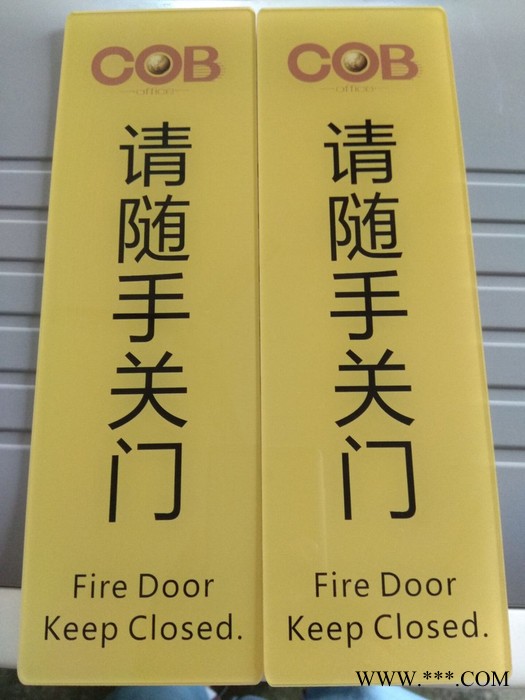 COB
office
请随手关门
Fire Door
Keep Closed.
COB
office
请随手关门
Fire Door
Keep Closed.
www.***.COM